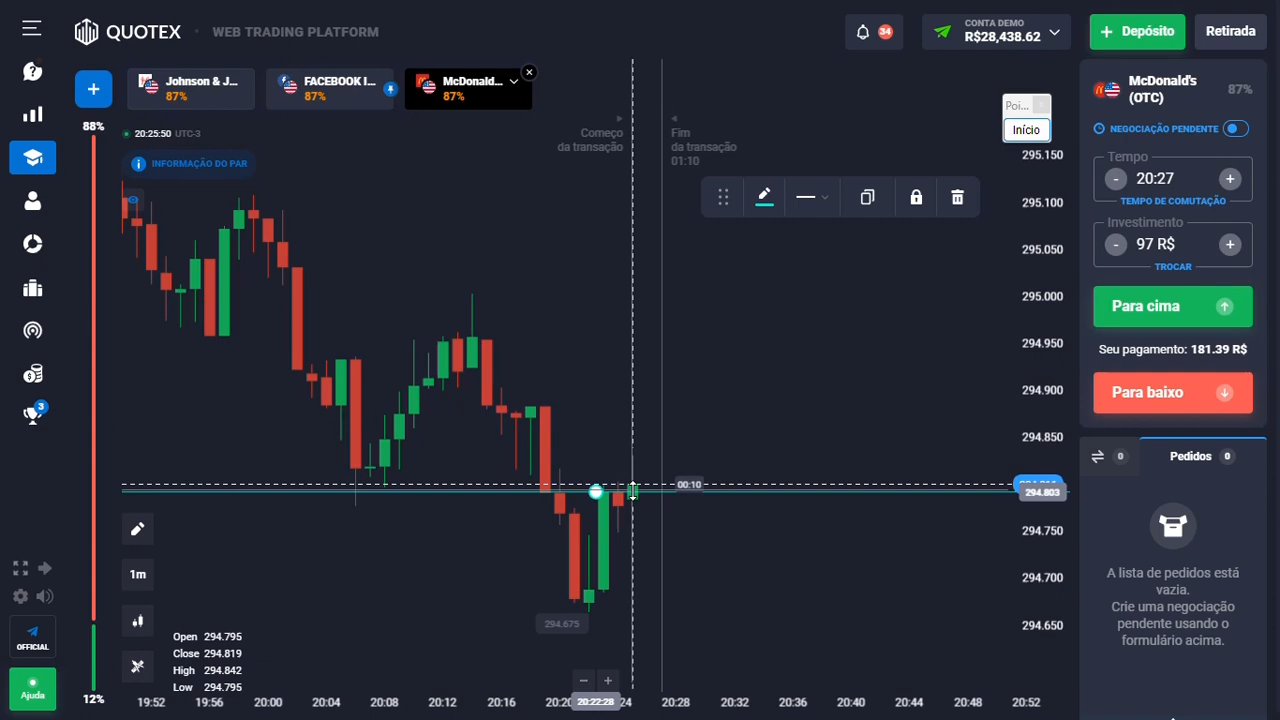 QUOTEX
WEB TRADING PLATFORM
34
CONTA DEMO
R$28,438.62
Depósito
Retirada
Johnson & J...
87%
FACEBOOK I...
87%
McDonald...
87%
88%
20:25:50 UTC-3
INFORMAÇÃO DO PAR
Começo
da transação
Fim
da transação
01:10
Poi...
Início
295.150
295.100
295.050
295.000
294.950
294.900
294.850
294.803
294.750
294.700
294.650
00:10
294.675
1m
Open 294.795
Close 294.819
High 294.842
Low 294.795
12%
3
OFFICIAL
Ajuda
19:52 19:56 20:00 20:04 20:08 20:12 20:16 20:20 20:22:28 24 20:28 20:32 20:36 20:40 20:44 20:48 20:52
McDonald's
(OTC)
87%
NEGOCIAÇÃO PENDENTE
Tempo
- 20:27 +
TEMPO DE COMUTAÇÃO
Investimento
- 97 R$ +
TROCAR
Para cima
Seu pagamento: 181.39 R$
Para baixo
0
Pedidos 0
A lista de pedidos está
vazia.
Crie uma negociação
pendente usando o
formulário acima.